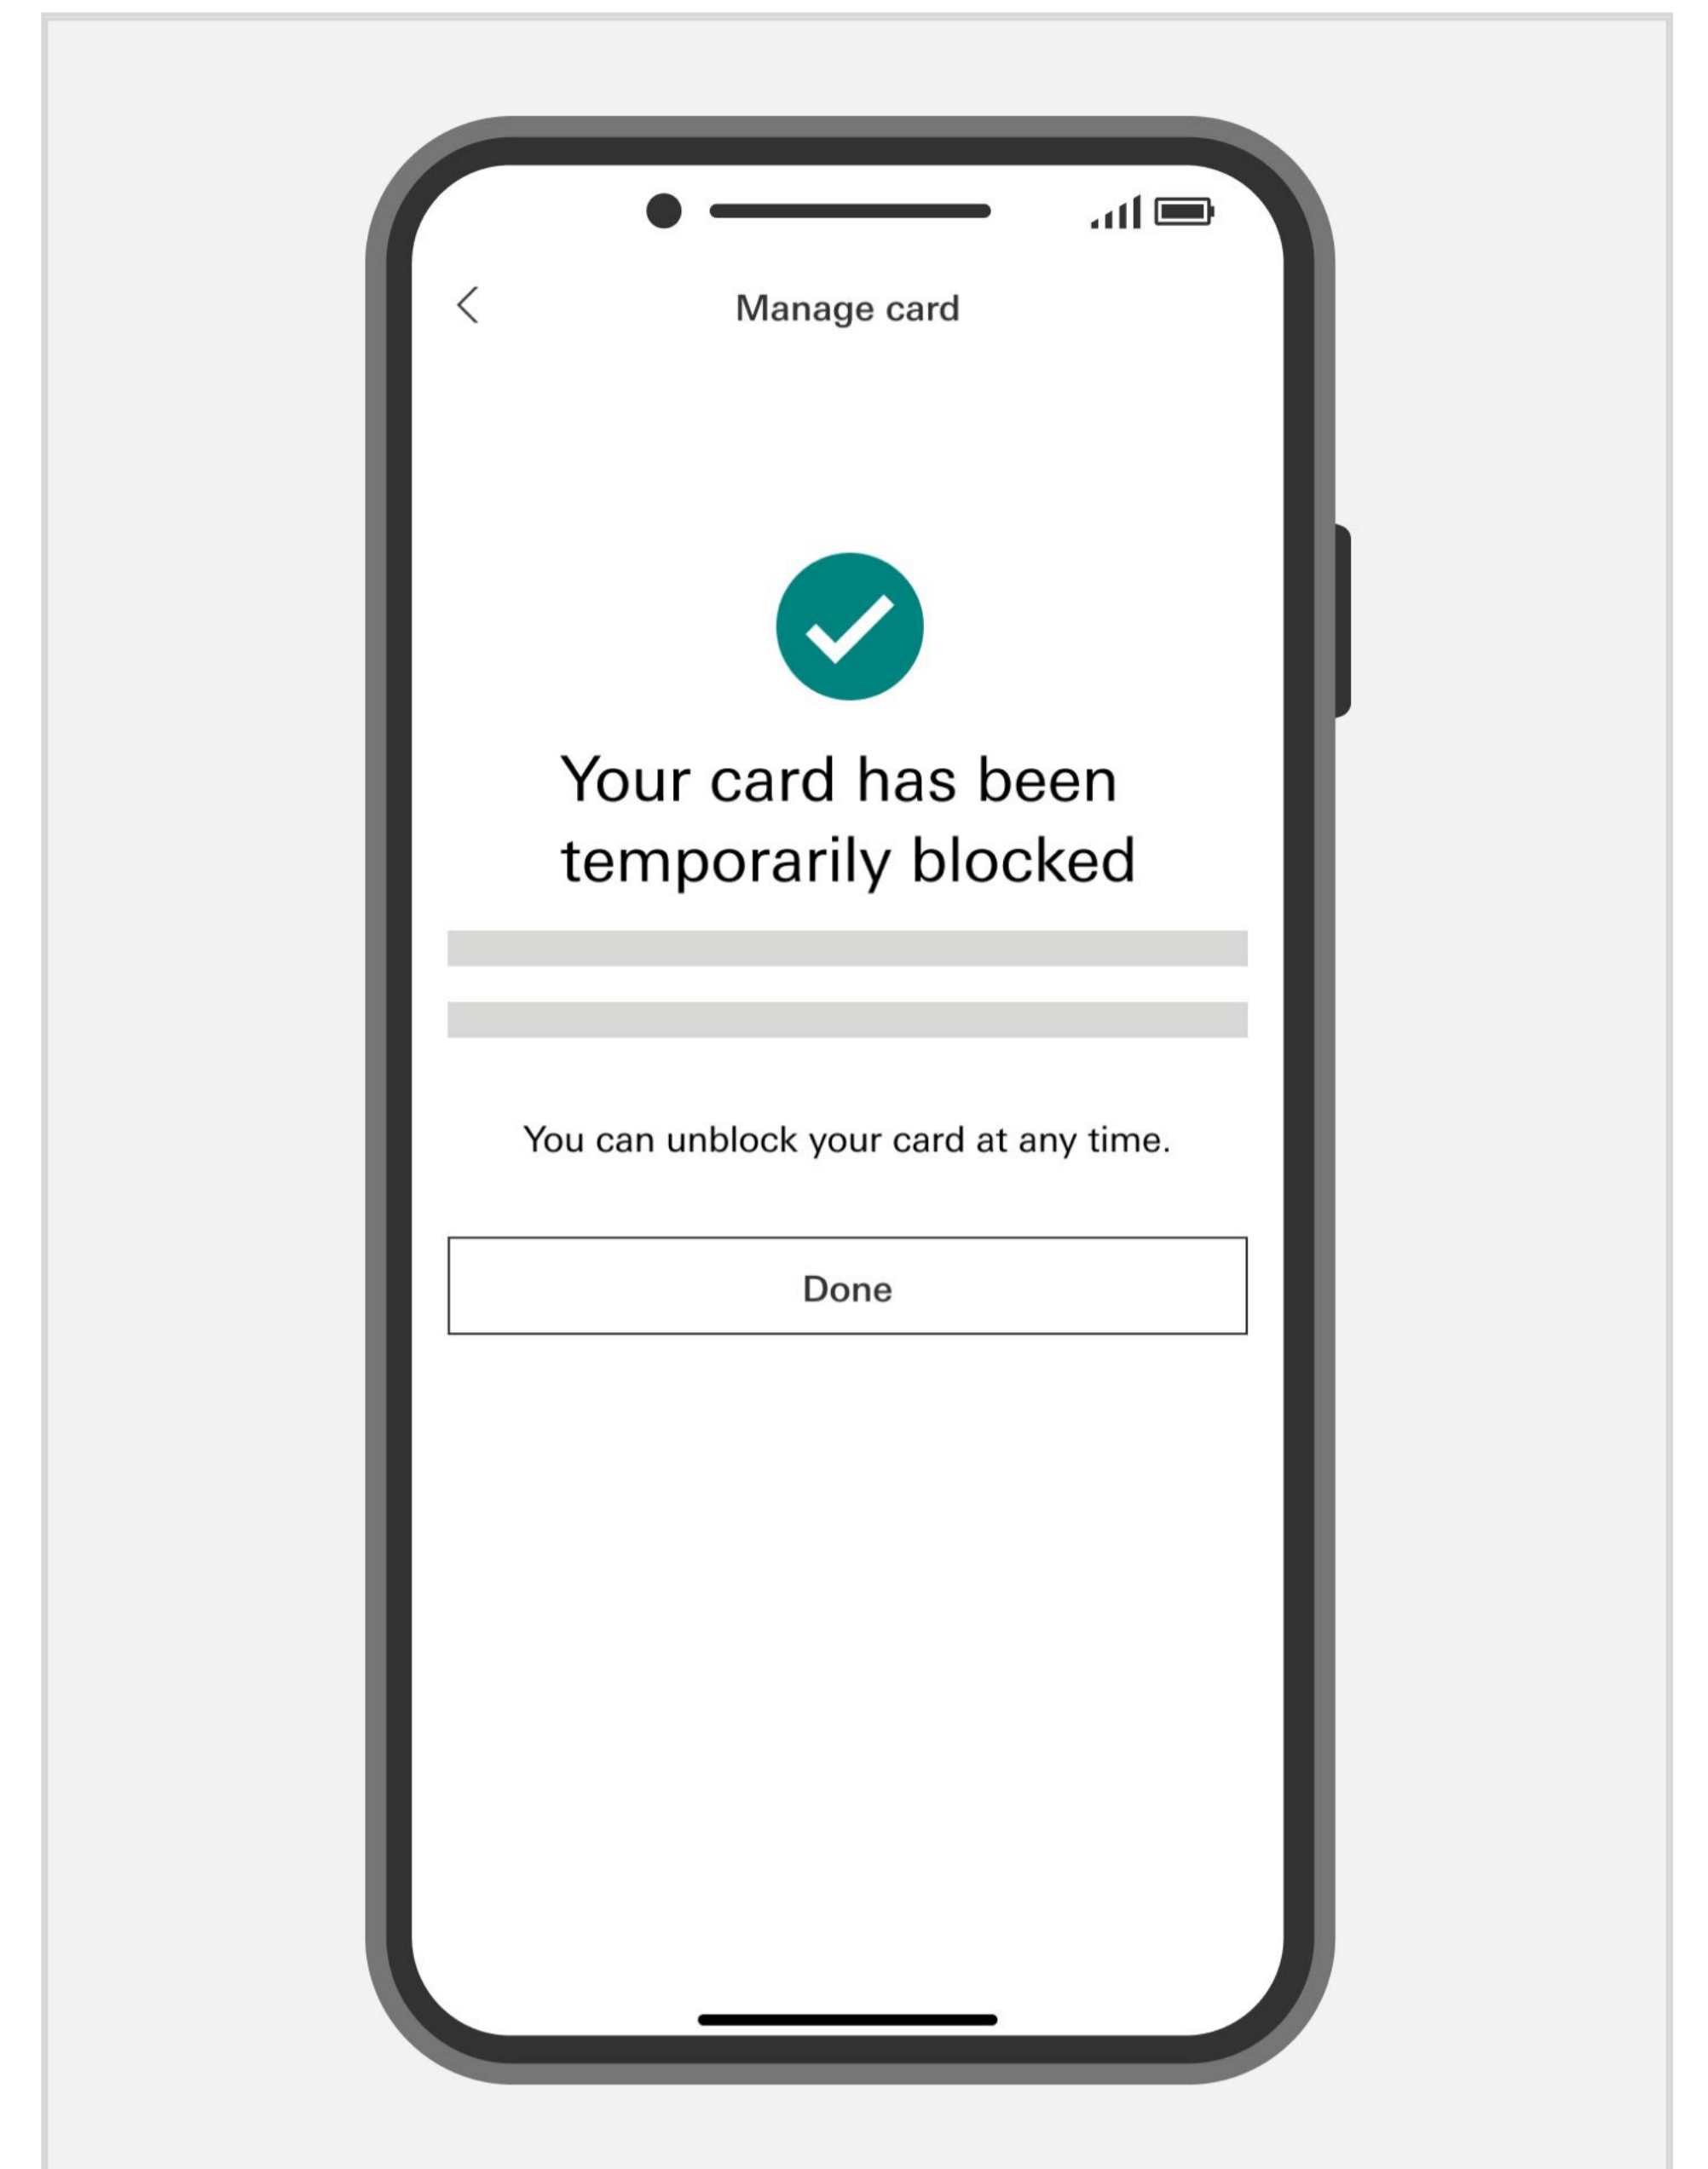 Manage card
Your card has been
temporarily blocked
You can unblock your card at any time.
Done